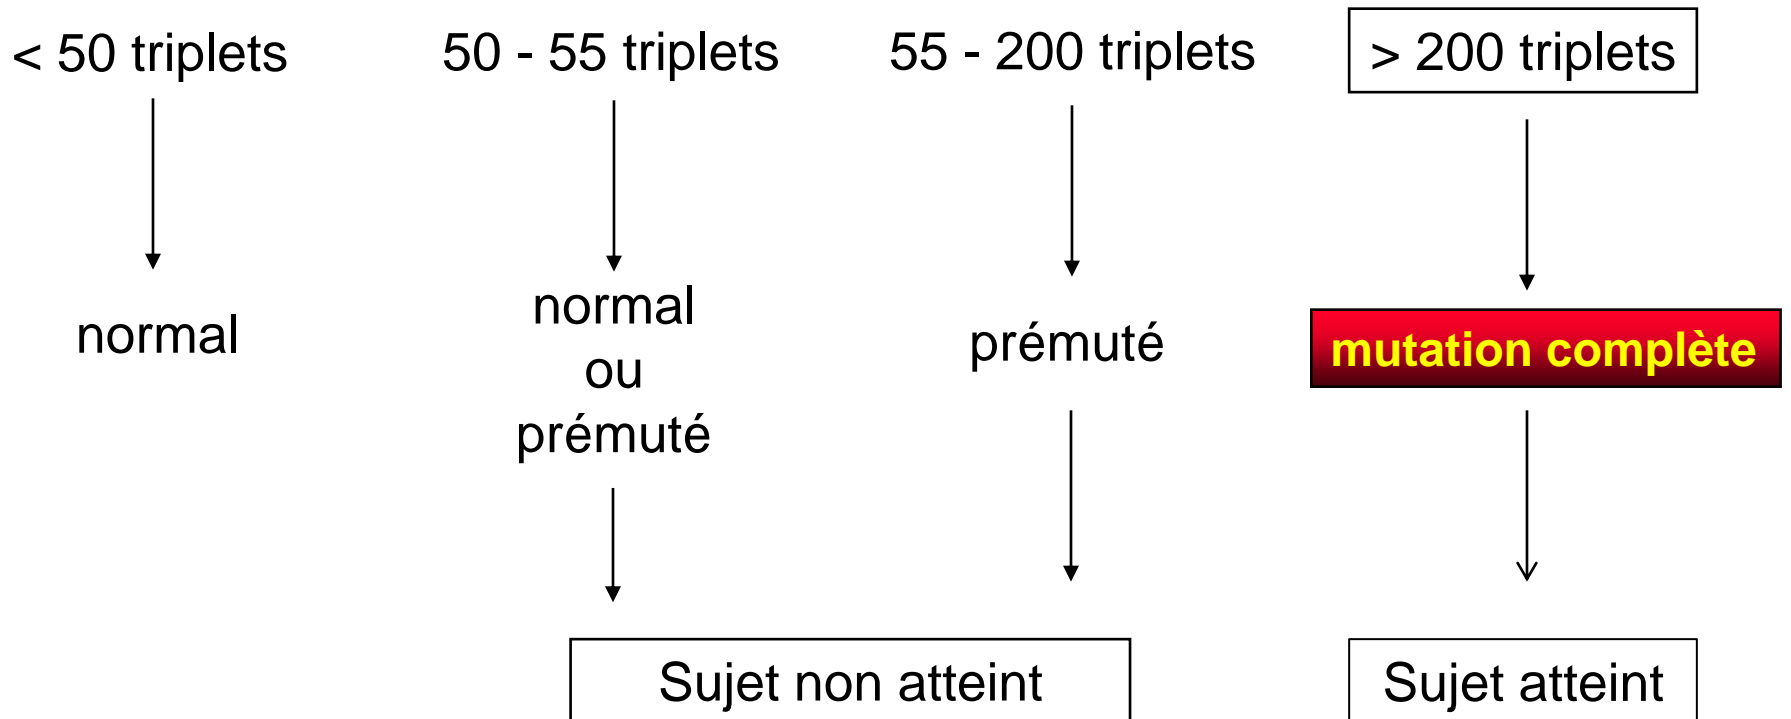 < 50 triplets
50 - 55 triplets
55 - 200 triplets
> 200 triplets
normal
normal
ou
prémuté
prémuté
mutation complète
Sujet non atteint
Sujet atteint